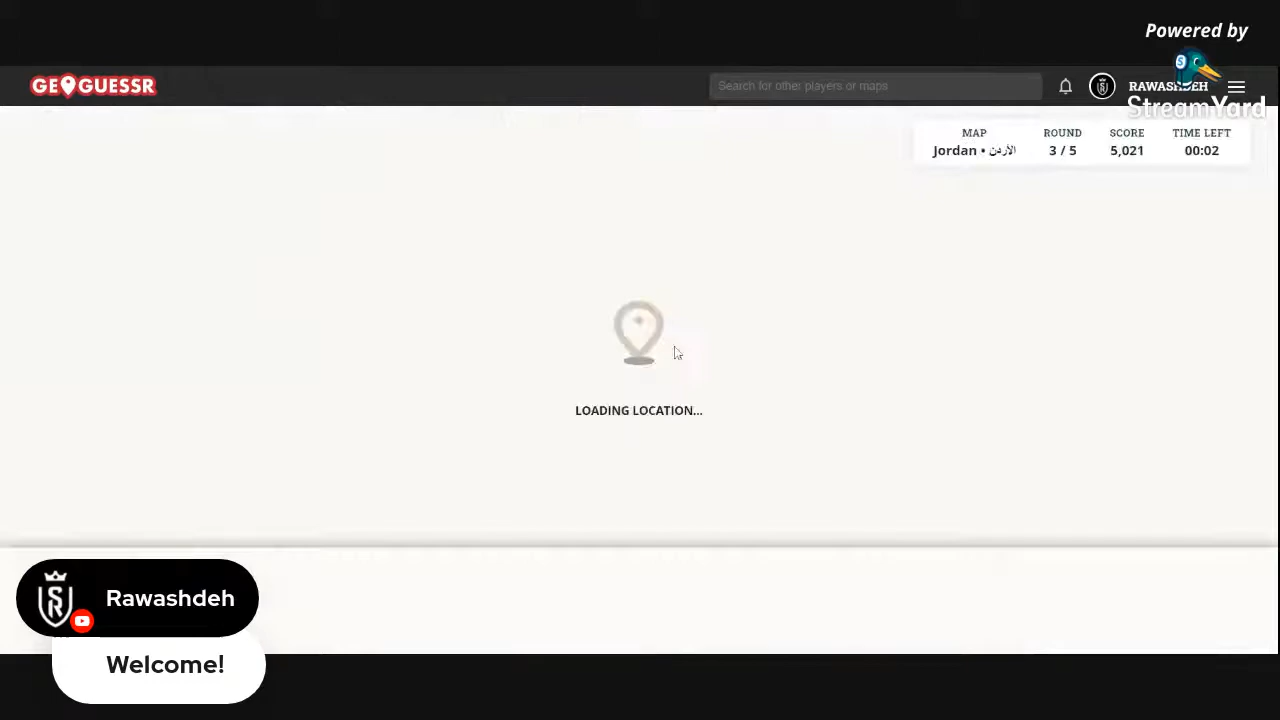 Powered by
StreamYard
GEOGUESSR
Search for other players or maps
RAWASHDEH
MAP
ROUND
SCORE
TIME LEFT
Jordan • الأردن
3 / 5
5,021
00:02
LOADING LOCATION...
Rawashdeh
Welcome!